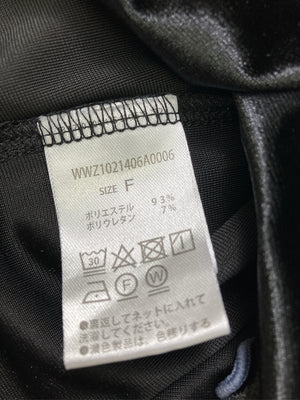 WWZ1021406A0006
SIZE F
ポリエステル 93%
ポリウレタン 7%
30
F W
●裏返してネットに入れて
洗濯してください。
●濃色製品は、色移りする